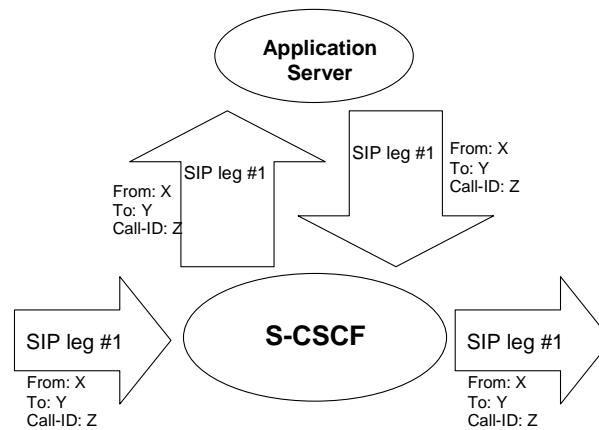 Application
Server
SIP leg #1
From: X
To: Y
Call-ID: Z
SIP leg #1
From: X
To: Y
Call-ID: Z
S-CSCF
SIP leg #1
From: X
To: Y
Call-ID: Z
SIP leg #1
From: X
To: Y
Call-ID: Z